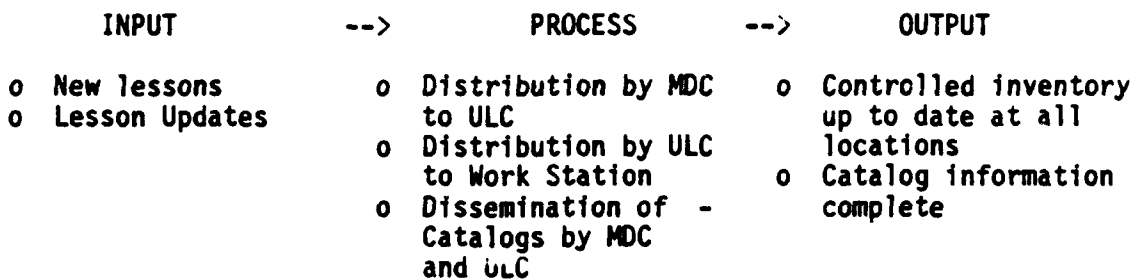 INPUT --> PROCESS --> OUTPUT
o New lessons
o Lesson Updates
o Distribution by MDC
to ULC
o Distribution by ULC
to Work Station
o Dissemination of -
Catalogs by MDC
and ULC
o Controlled inventory
up to date at all
locations
o Catalog information
complete